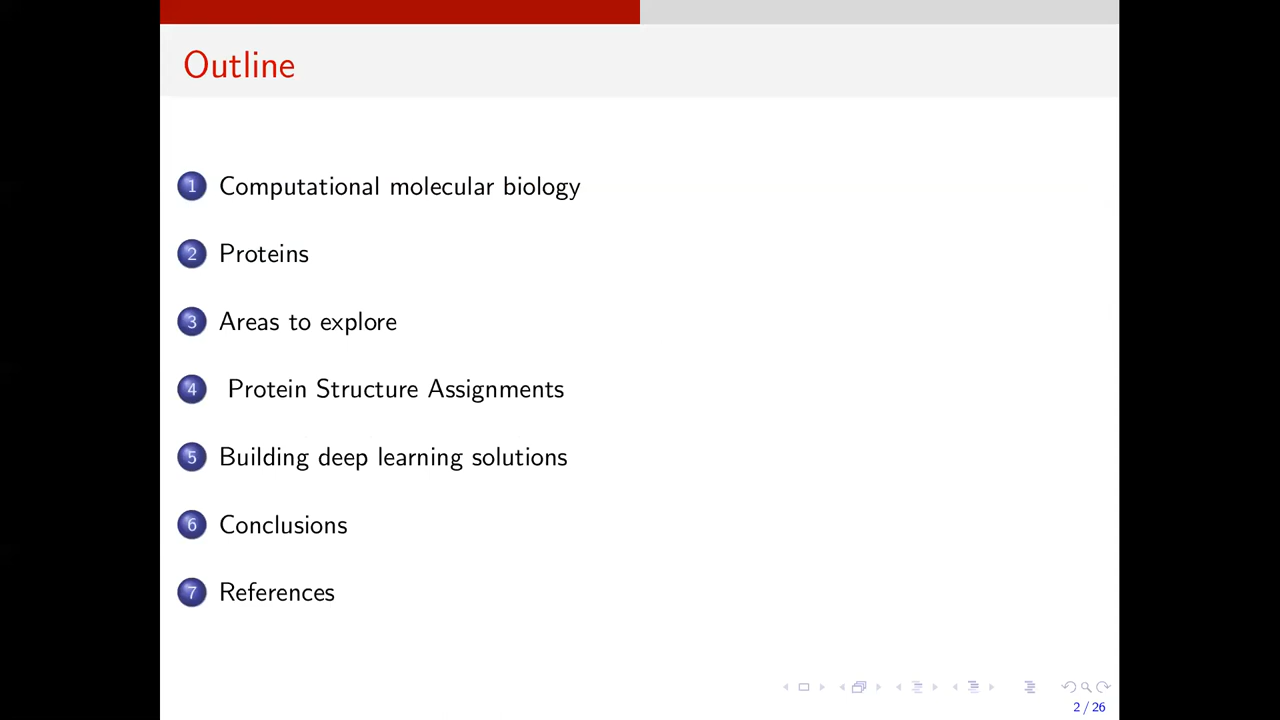 Outline
1 Computational molecular biology
2 Proteins
3 Areas to explore
4 Protein Structure Assignments
5 Building deep learning solutions
6 Conclusions
7 References
2 / 26